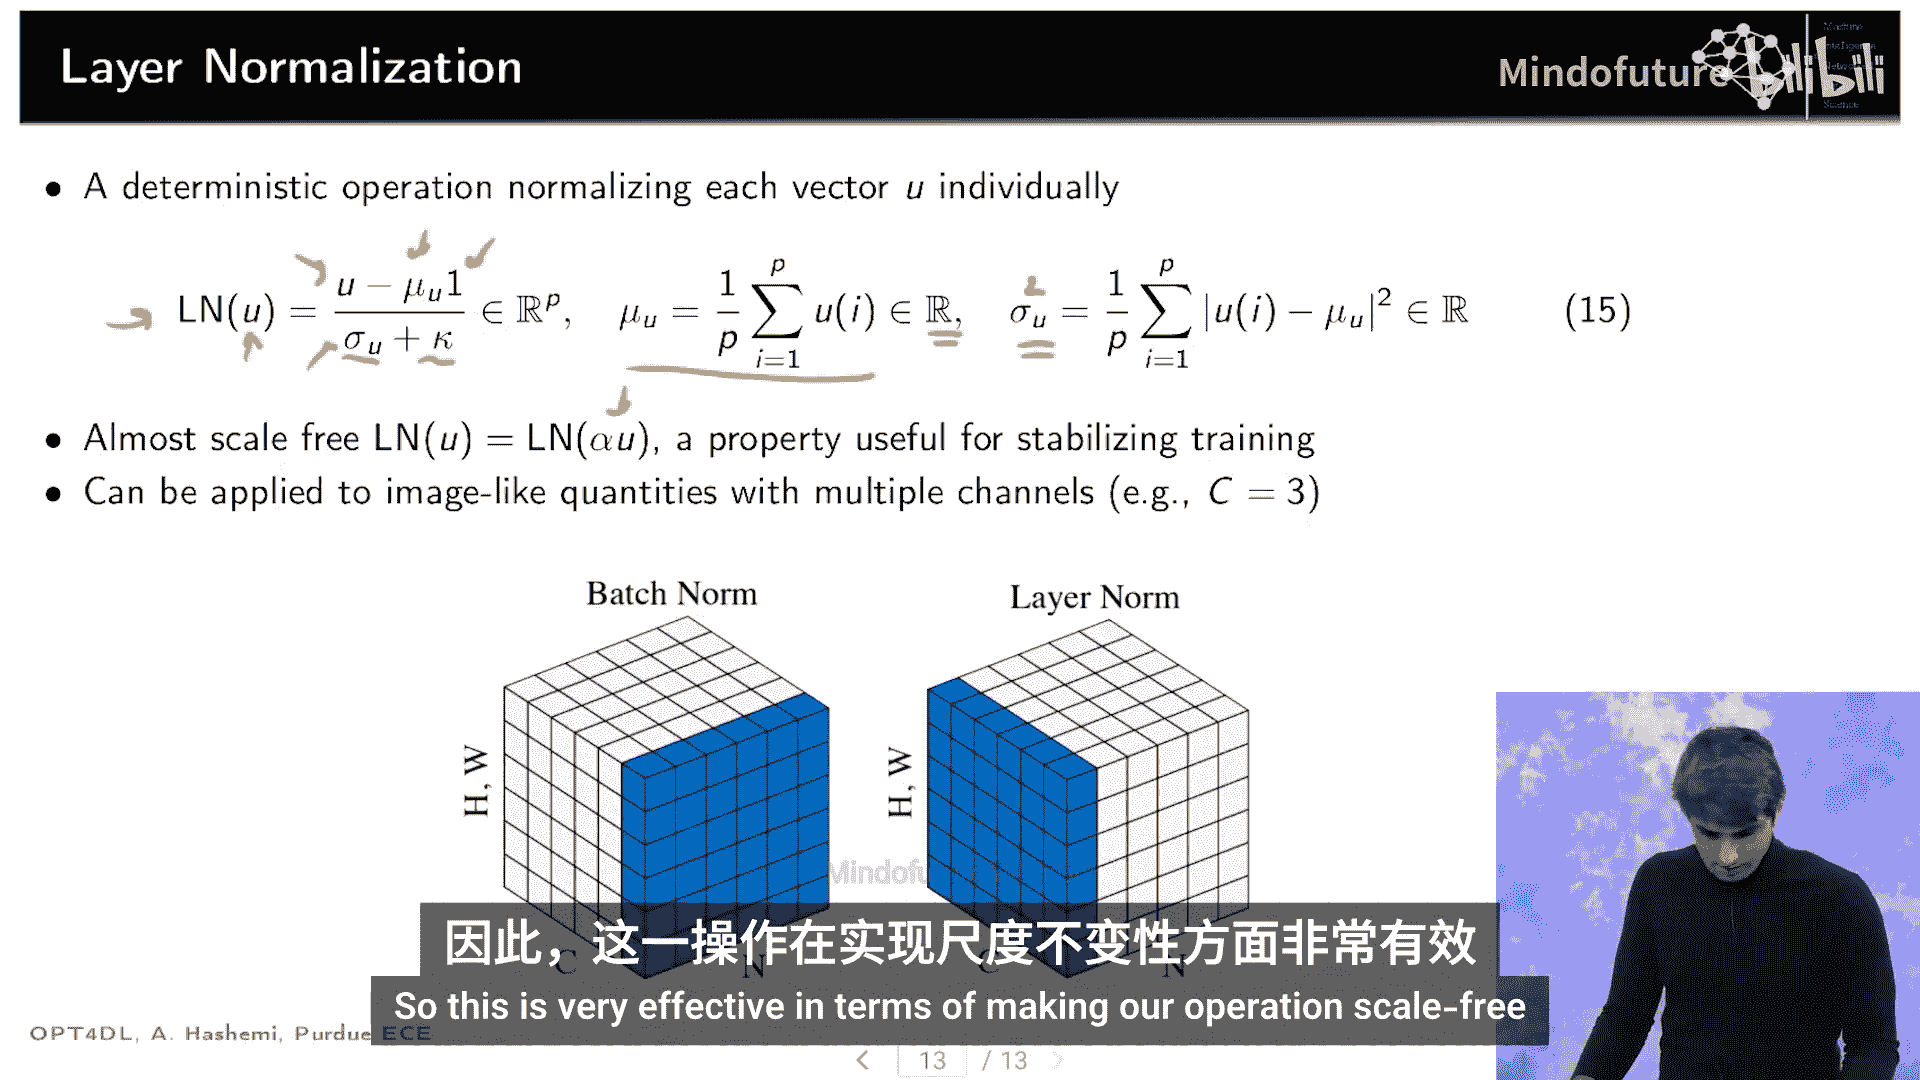 Layer Normalization
Mindofuture bilibili
• A deterministic operation normalizing each vector u individually
LN(u) = (u − μ_u 1)/(σ_u + κ) ∈ ℝ^p, μ_u = (1/p) ∑_{i=1}^{p} u(i) ∈ ℝ, σ_u^2 = (1/p) ∑_{i=1}^{p} |u(i) − μ_u|^2 ∈ ℝ (15)
• Almost scale free LN(u) = LN(αu), a property useful for stabilizing training
• Can be applied to image-like quantities with multiple channels (e.g., C = 3)
Batch Norm
Layer Norm
H, W
H, W
C N
C N
因此，这一操作在实现尺度不变性方面非常有效
So this is very effective in terms of making our operation scale-free
OPT4DL, A. Hashemi, Purdue ECE
13 / 13